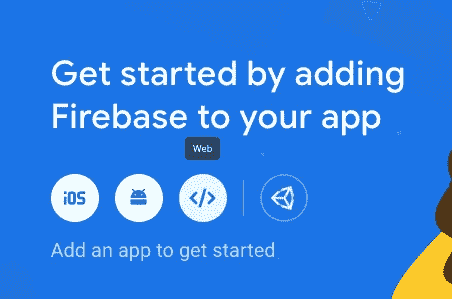 Get started by adding
Firebase to your app
Web
iOS
</>
Add an app to get started